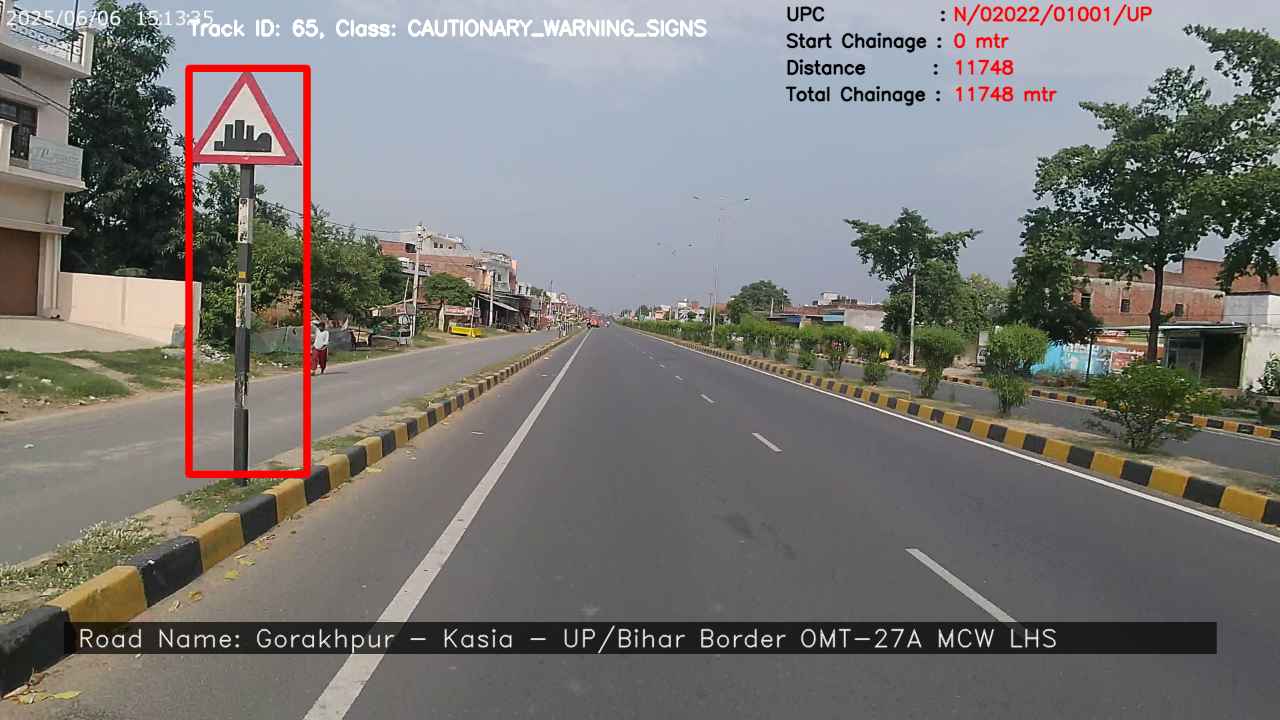 2025/06/06 15:13:35
Track ID: 65, Class: CAUTIONARY_WARNING_SIGNS
UPC : N/02022/01001/UP
Start Chainage : 0 mtr
Distance : 11748
Total Chainage : 11748 mtr
Road Name: Gorakhpur - Kasia - UP/Bihar Border OMT-27A MCW LHS